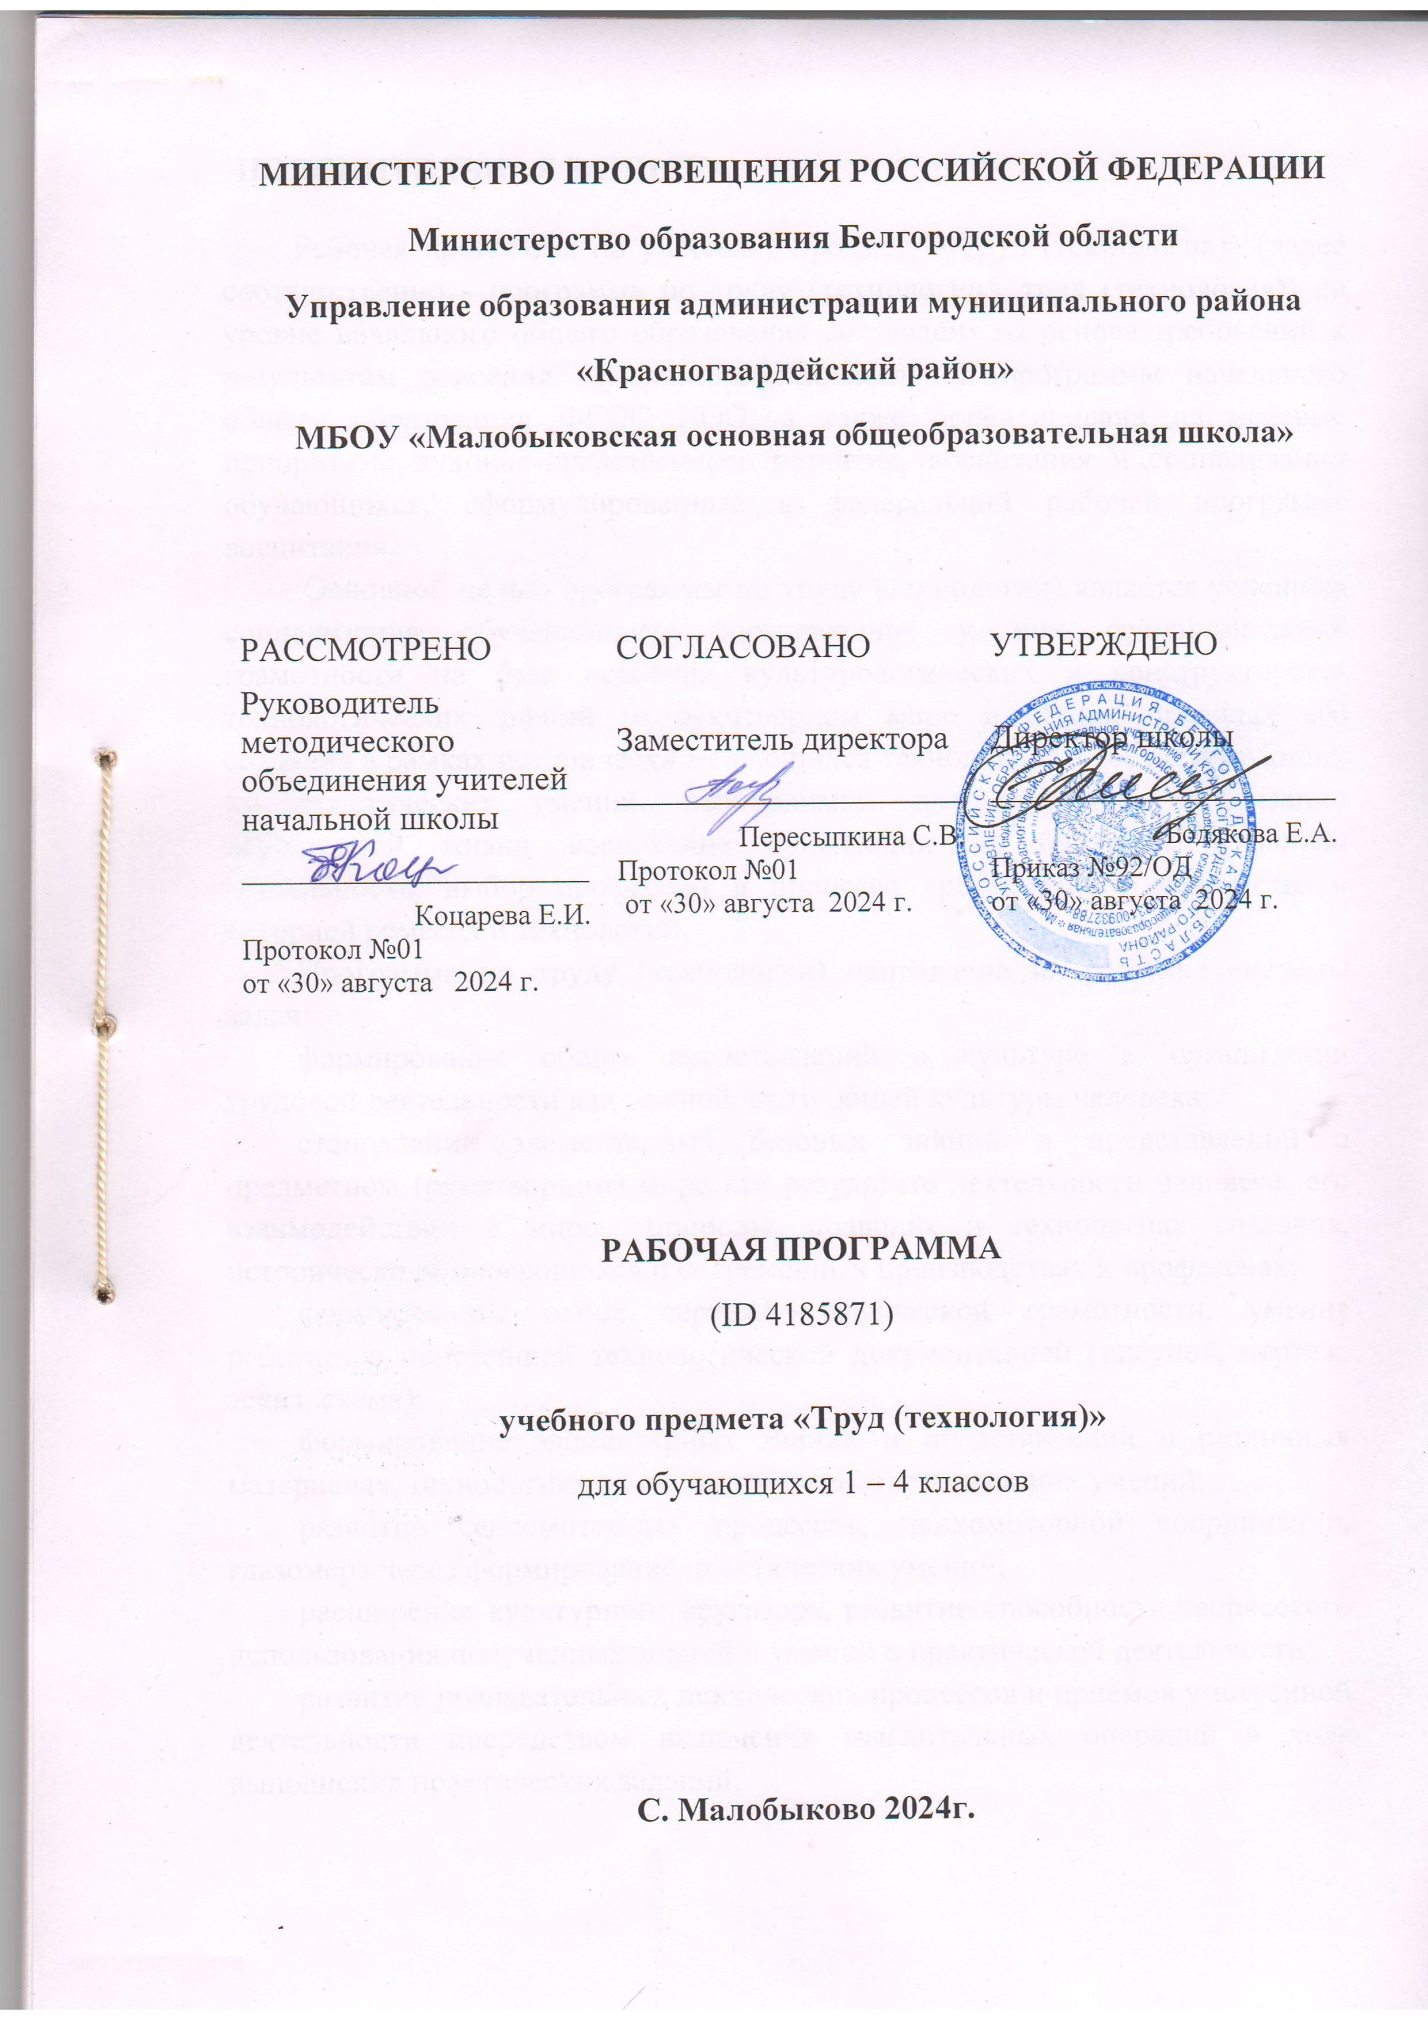 МИНИСТЕРСТВО ПРОСВЕЩЕНИЯ РОССИЙСКОЙ ФЕДЕРАЦИИ
Министерство образования Белгородской области
Управление образования администрации муниципального района
«Красногвардейский район»
МБОУ «Малобыковская основная общеобразовательная школа»
РАССМОТРЕНО
Руководитель
методического
объединения учителей
начальной школы
Коцарева Е.И.
Протокол №01
от «30» августа 2024 г.
СОГЛАСОВАНО
Заместитель директора
Пересыпкина С.В.
Протокол №01
от «30» августа 2024 г.
УТВЕРЖДЕНО
Директор школы
Бодякова Е.А.
Приказ №92/ОД
от «30» августа 2024 г.
РАБОЧАЯ ПРОГРАММА
(ID 4185871)
учебного предмета «Труд (технология)»
для обучающихся 1 – 4 классов
С. Малобыково 2024г.